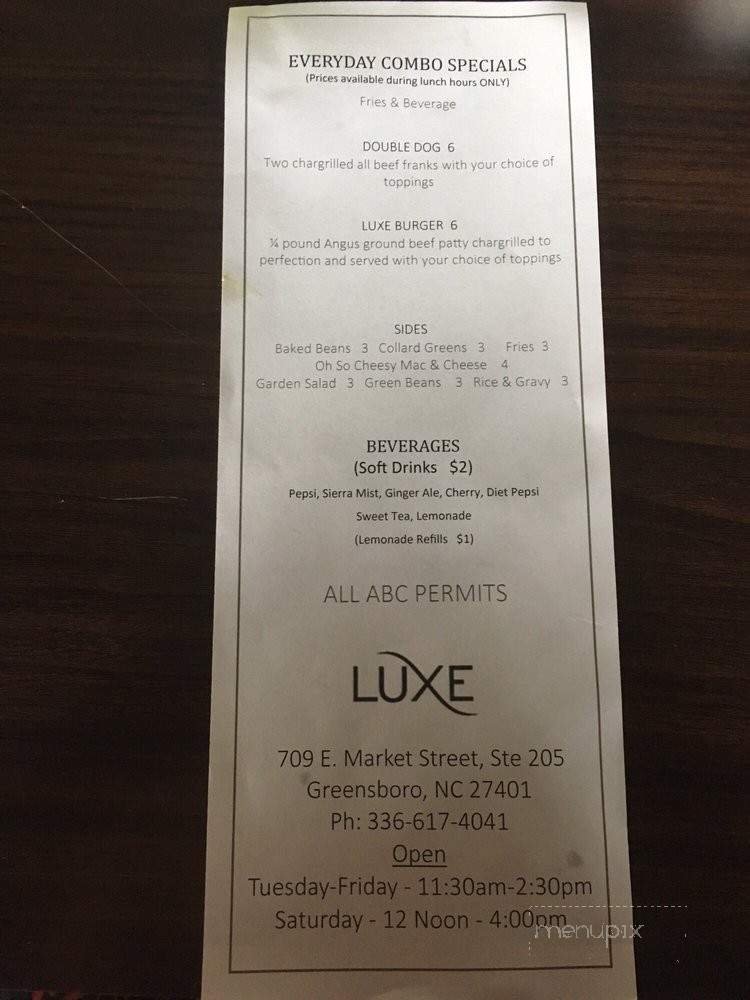 EVERYDAY COMBO SPECIALS
(Prices available during lunch hours ONLY)
Fries & Beverage
DOUBLE DOG 6
Two chargrilled all beef franks with your choice of
toppings
LUXE BURGER 6
¼ pound Angus ground beef patty chargrilled to
perfection and served with your choice of toppings
SIDES
Baked Beans 3 Collard Greens 3 Fries 3
Oh So Cheesy Mac & Cheese 4
Garden Salad 3 Green Beans 3 Rice & Gravy 3
BEVERAGES
(Soft Drinks $2)
Pepsi, Sierra Mist, Ginger Ale, Cherry, Diet Pepsi
Sweet Tea, Lemonade
(Lemonade Refills $1)
ALL ABC PERMITS
LUXE
709 E. Market Street, Ste 205
Greensboro, NC 27401
Ph: 336-617-4041
Open
Tuesday-Friday - 11:30am-2:30pm
Saturday - 12 Noon - 4:00pm
menupix